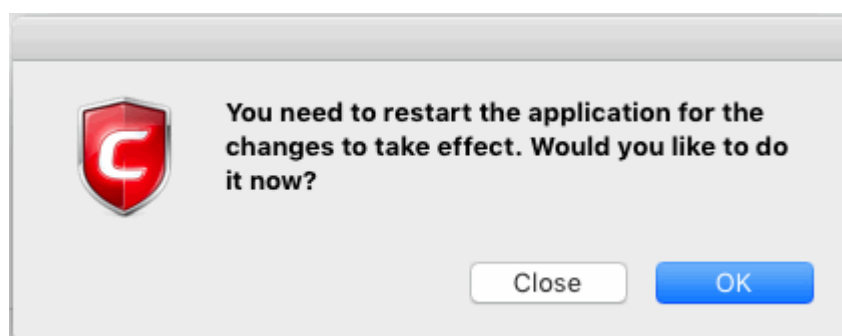 You need to restart the application for the
changes to take effect. Would you like to do
it now?
Close
OK